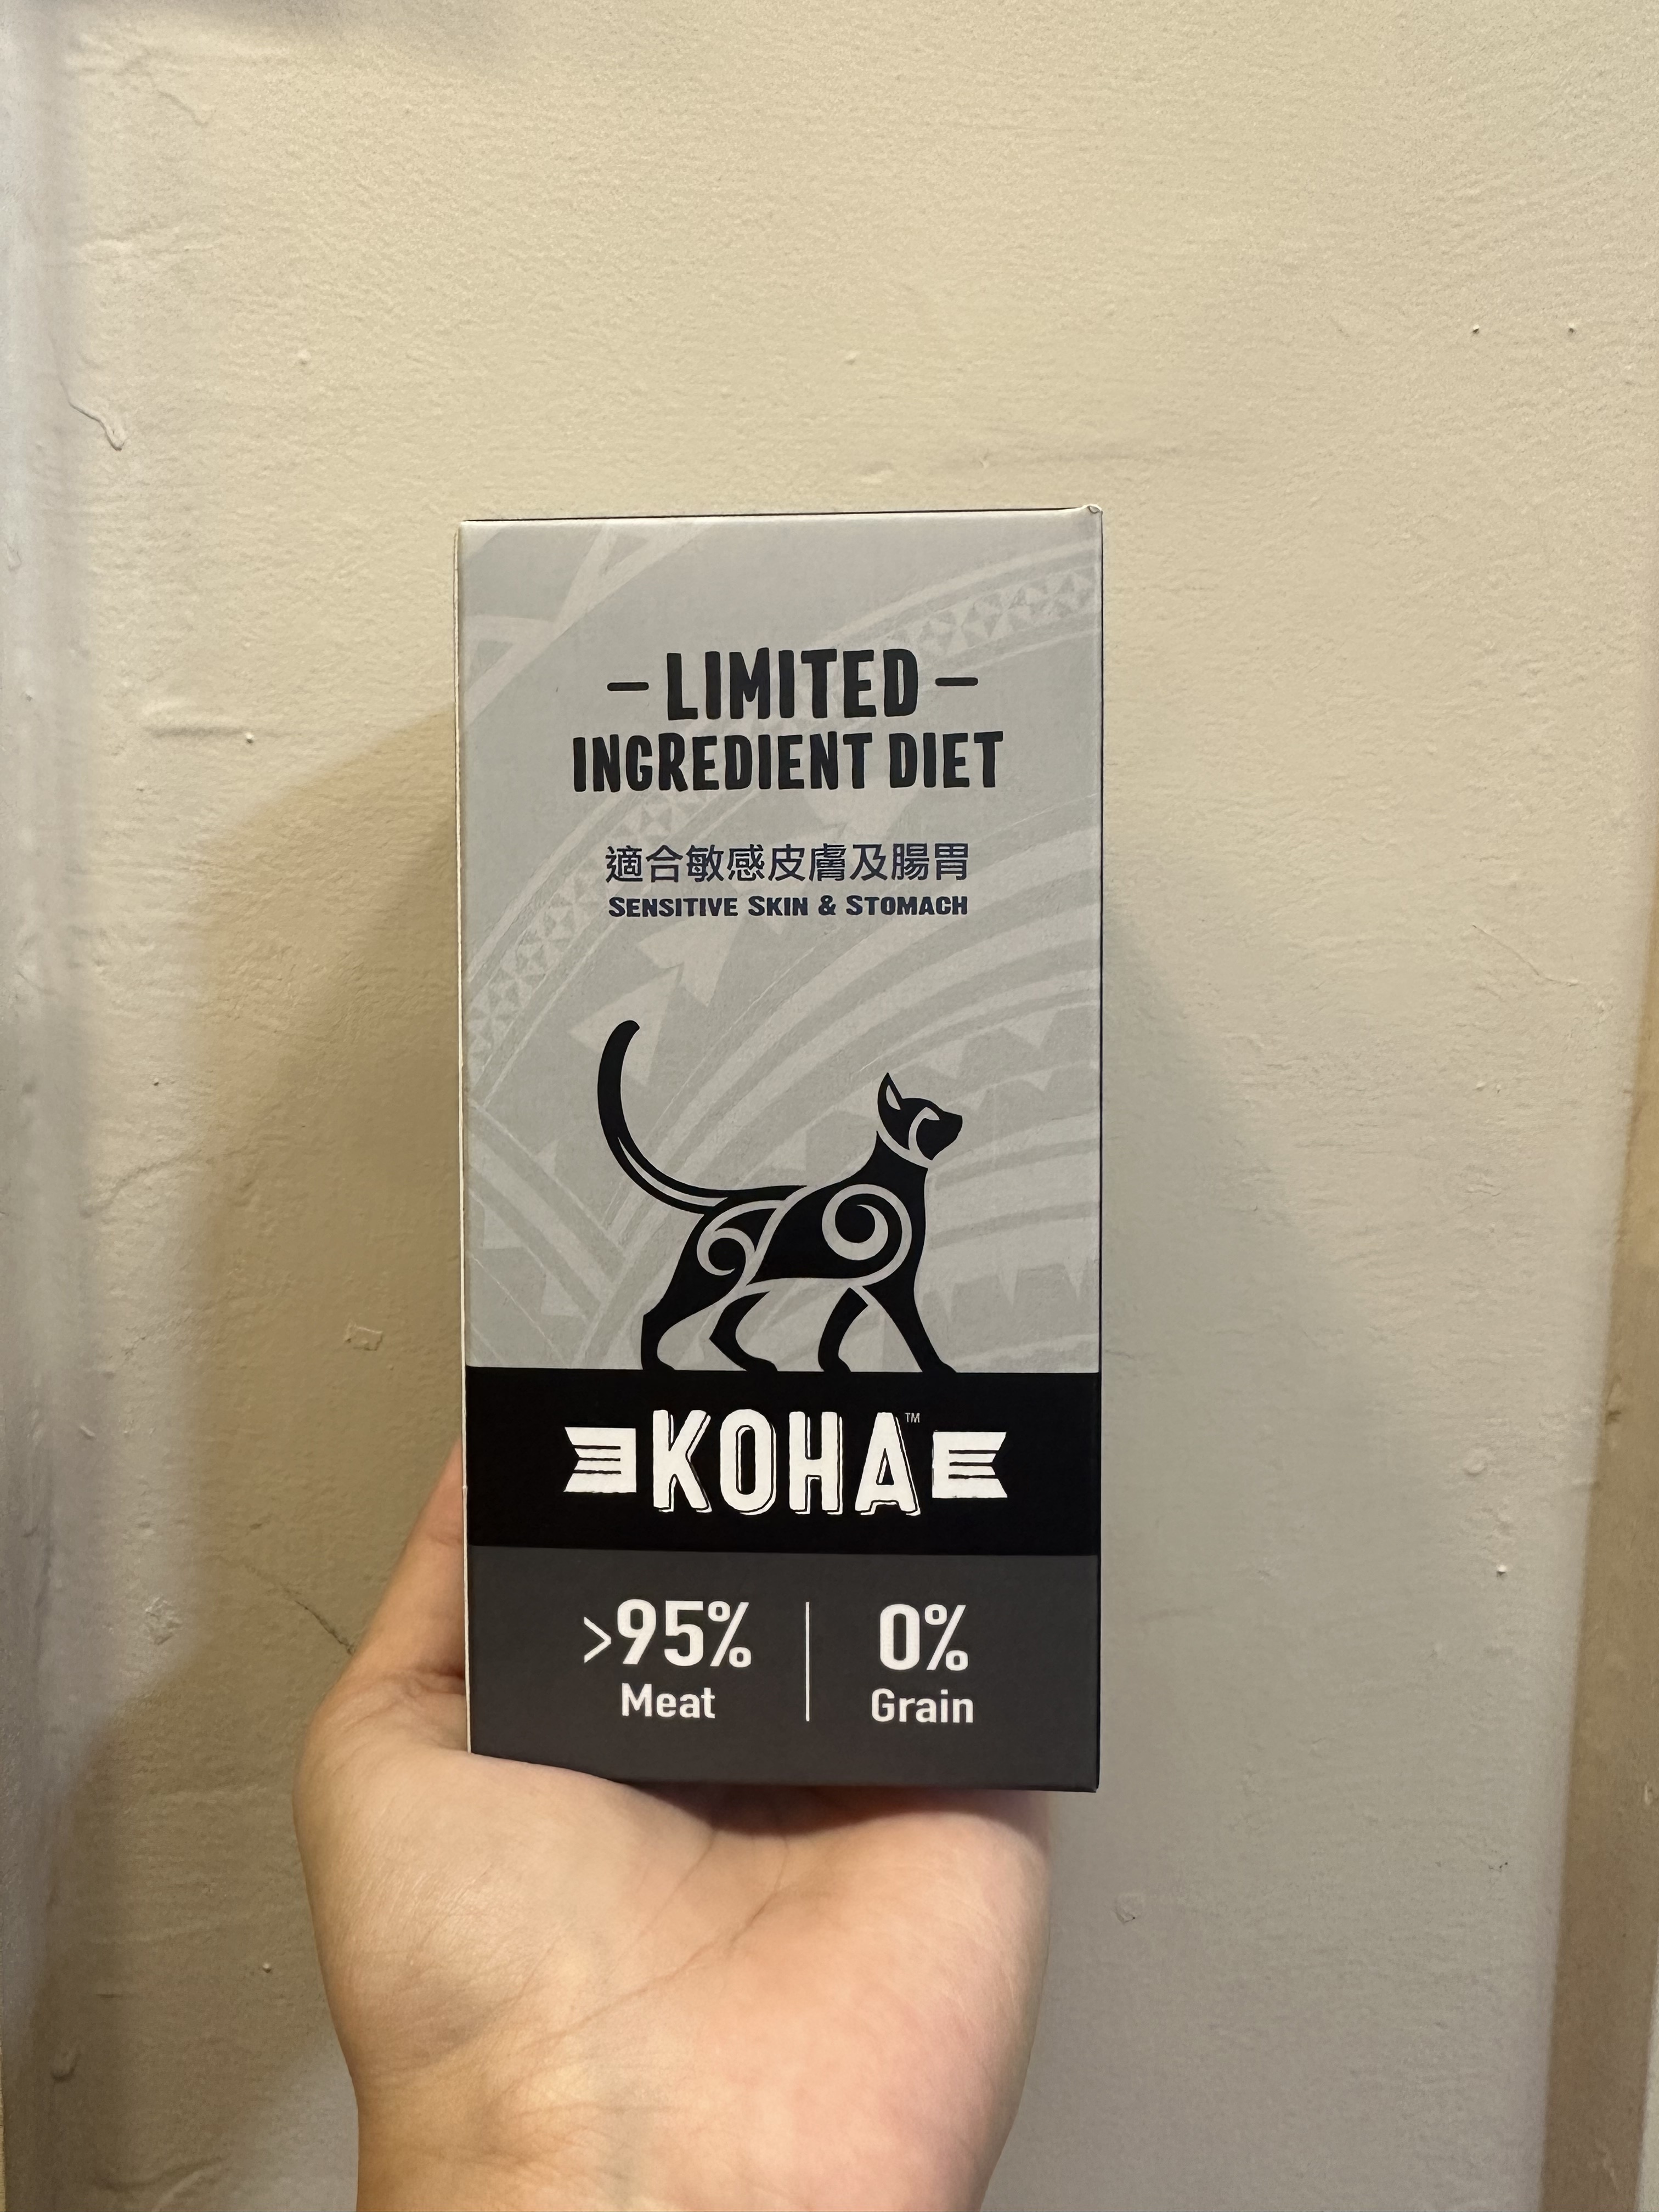 – LIMITED –
INGREDIENT DIET
適合敏感皮膚及腸胃
SENSITIVE SKIN & STOMACH
KOHA™
>95% | 0%
Meat | Grain